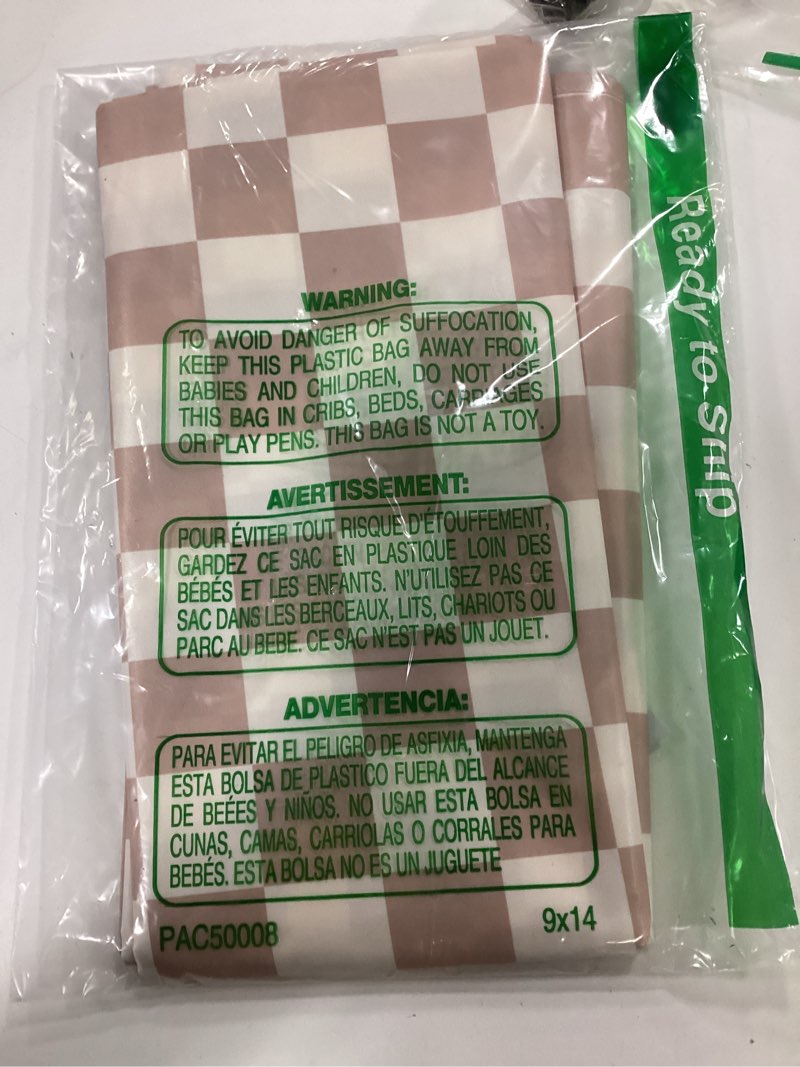 WARNING:
TO AVOID DANGER OF SUFFOCATION,
KEEP THIS PLASTIC BAG AWAY FROM
BABIES AND CHILDREN, DO NOT USE
THIS BAG IN CRIBS, BEDS, CARRIAGES
OR PLAY PENS. THIS BAG IS NOT A TOY.
AVERTISSEMENT:
POUR ÉVITER TOUT RISQUE D'ÉTOUFFEMENT,
GARDEZ CE SAC EN PLASTIQUE LOIN DES
BÉBÉS ET LES ENFANTS. N'UTILISEZ PAS CE
SAC DANS LES BERCEAUX, LITS, CHARIOTS OU
PARC AU BEBE. CE SAC N'EST PAS UN JOUET.
ADVERTENCIA:
PARA EVITAR EL PELIGRO DE ASFIXIA, MANTENGA
ESTA BOLSA DE PLASTICO FUERA DEL ALCANCE
DE BEÉES Y NIÑOS. NO USAR ESTA BOLSA EN
CUNAS, CAMAS, CARRIOLAS O CORRALES PARA
BEBÉS. ESTA BOLSA NO ES UN JUGUETE
PAC50008
9x14
Ready to Ship